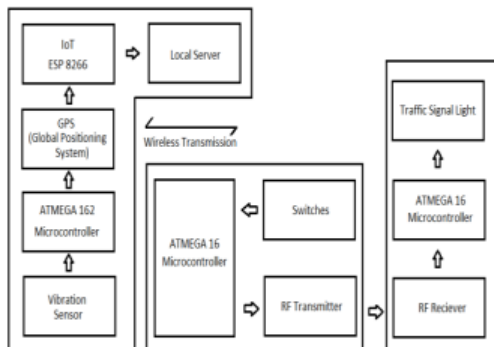 IoT
ESP 8266
Local Server
GPS
(Global Positioning
System)
ATMEGA 162
Microcontroller
Vibration
Sensor
Wireless Transmission
ATMEGA 16
Microcontroller
Switches
RF Transmitter
Traffic Signal Light
ATMEGA 16
Microcontroller
RF Reciever